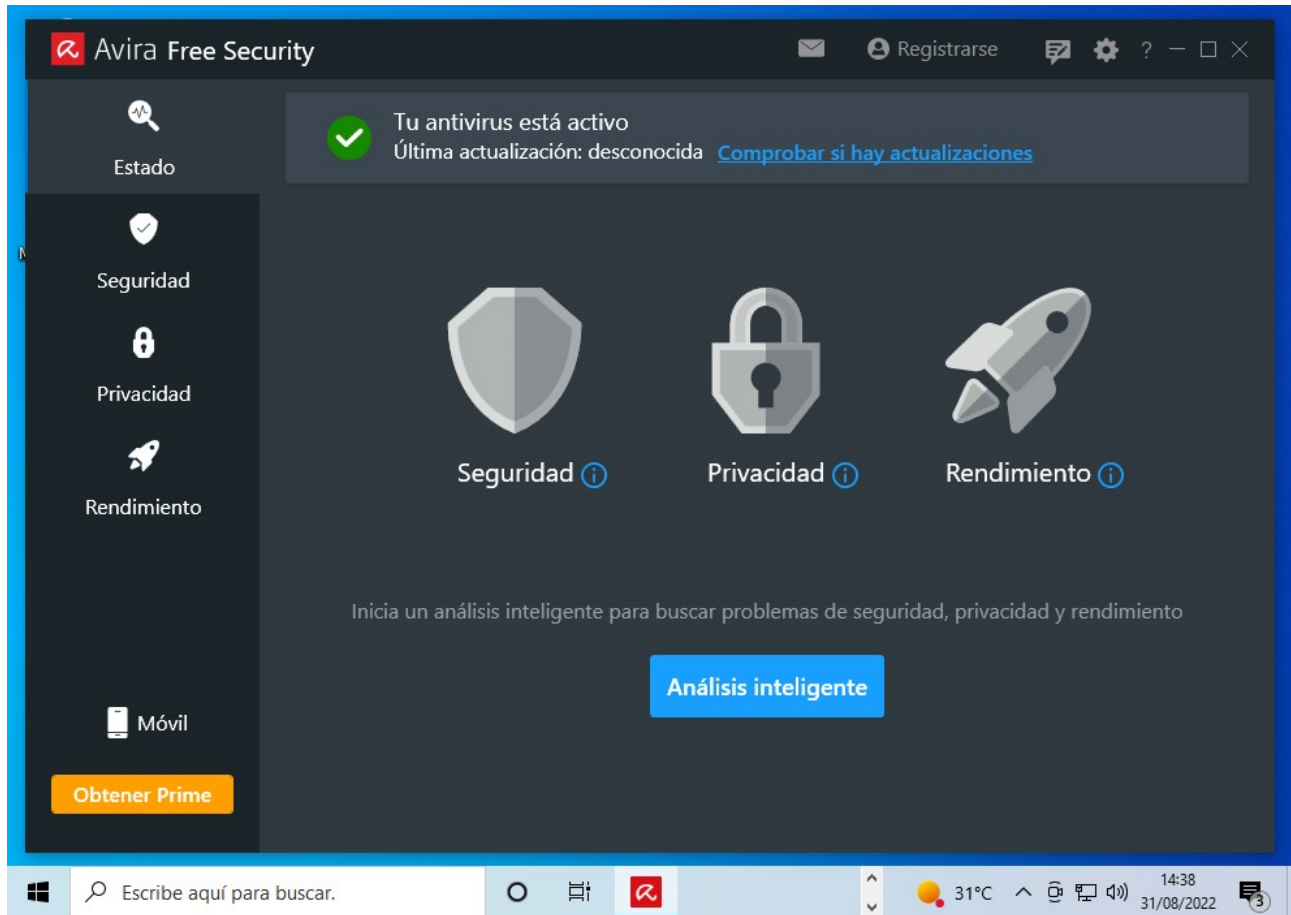 Avira Free Security
Registrarse
?
Estado
Tu antivirus está activo
Última actualización: desconocida Comprobar si hay actualizaciones
Seguridad
Privacidad
Rendimiento
Seguridad
Privacidad
Rendimiento
Inicia un análisis inteligente para buscar problemas de seguridad, privacidad y rendimiento
Análisis inteligente
Móvil
Obtener Prime
Escribe aquí para buscar.
31°C
14:38
31/08/2022
3